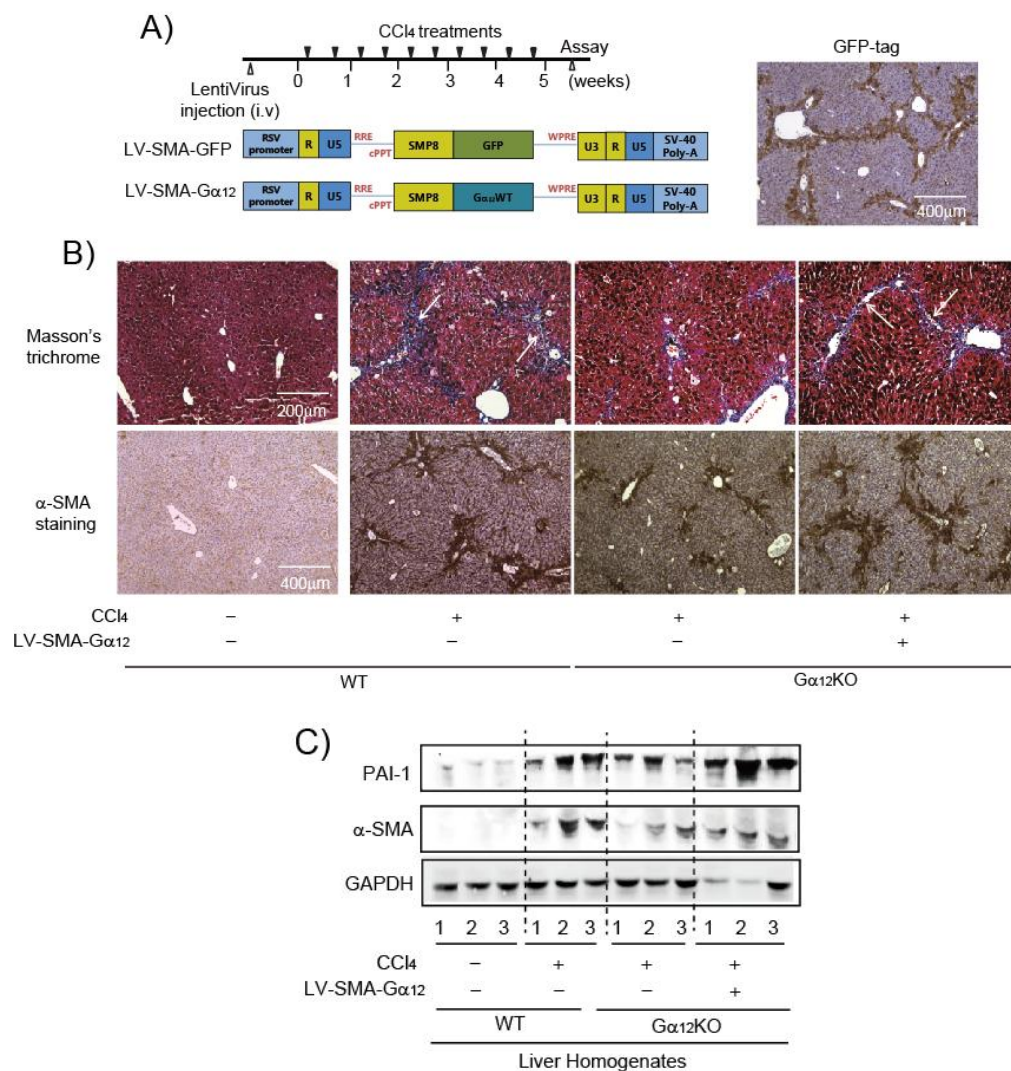 A)
CCl₄ treatments
Assay
0 1 2 3 4 5 (weeks)
LentiVirus
injection (i.v)
LV-SMA-GFP
RSV promoter R U5 RRE cPPT SMP8 GFP WPRE U3 R U5 SV-40 Poly-A
LV-SMA-Gα12
RSV promoter R U5 RRE cPPT SMP8 Gα₁₂WT WPRE U3 R U5 SV-40 Poly-A
GFP-tag
400μm
B)
Masson's
trichrome
200μm
α-SMA
staining
400μm
CCl₄ – + + +
LV-SMA-Gα12 – – – +
WT Gα12KO
C)
PAI-1
α-SMA
GAPDH
1 2 3 1 2 3 1 2 3 1 2 3
CCl₄ – + + +
LV-SMA-Gα12 – – – +
WT Gα12KO
Liver Homogenates